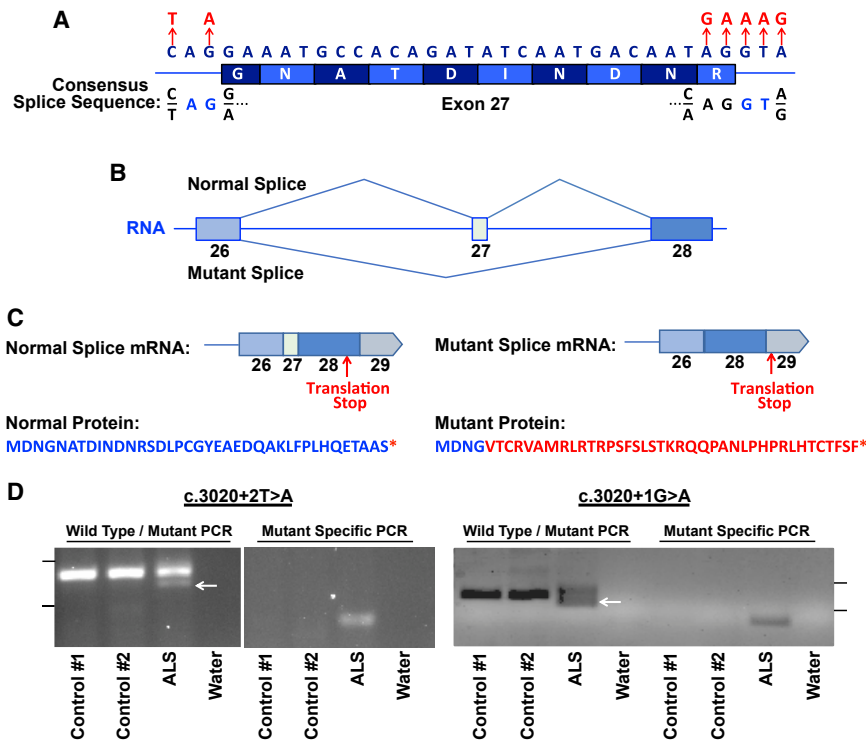 A
T A G A A A G
C A G G A A A T G C C A C A G A T A T C A A T G A C A A T A G G T A
G N A T D I N D N R
Consensus
Splice Sequence:
C/T A G G/A ...
Exon 27
... C/A A G G T A/G
B
Normal Splice
RNA
26 27 28
Mutant Splice
C
Normal Splice mRNA:
26 27 28 29
Translation
Stop
Mutant Splice mRNA:
26 28 29
Translation
Stop
Normal Protein:
MDNGNATDINDNRSDLPCGYEAEDQAKLFPLHQETAAS*
Mutant Protein:
MDNGVTCRVAMRLRTRPSFSLSTKRQQPANLPHPRLHTCTFSF*
D
c.3020+2T>A
c.3020+1G>A
Wild Type / Mutant PCR
Mutant Specific PCR
Wild Type / Mutant PCR
Mutant Specific PCR
Control #1
Control #2
ALS
Water
Control #1
Control #2
ALS
Water
Control #1
Control #2
ALS
Water
Control #1
Control #2
ALS
Water